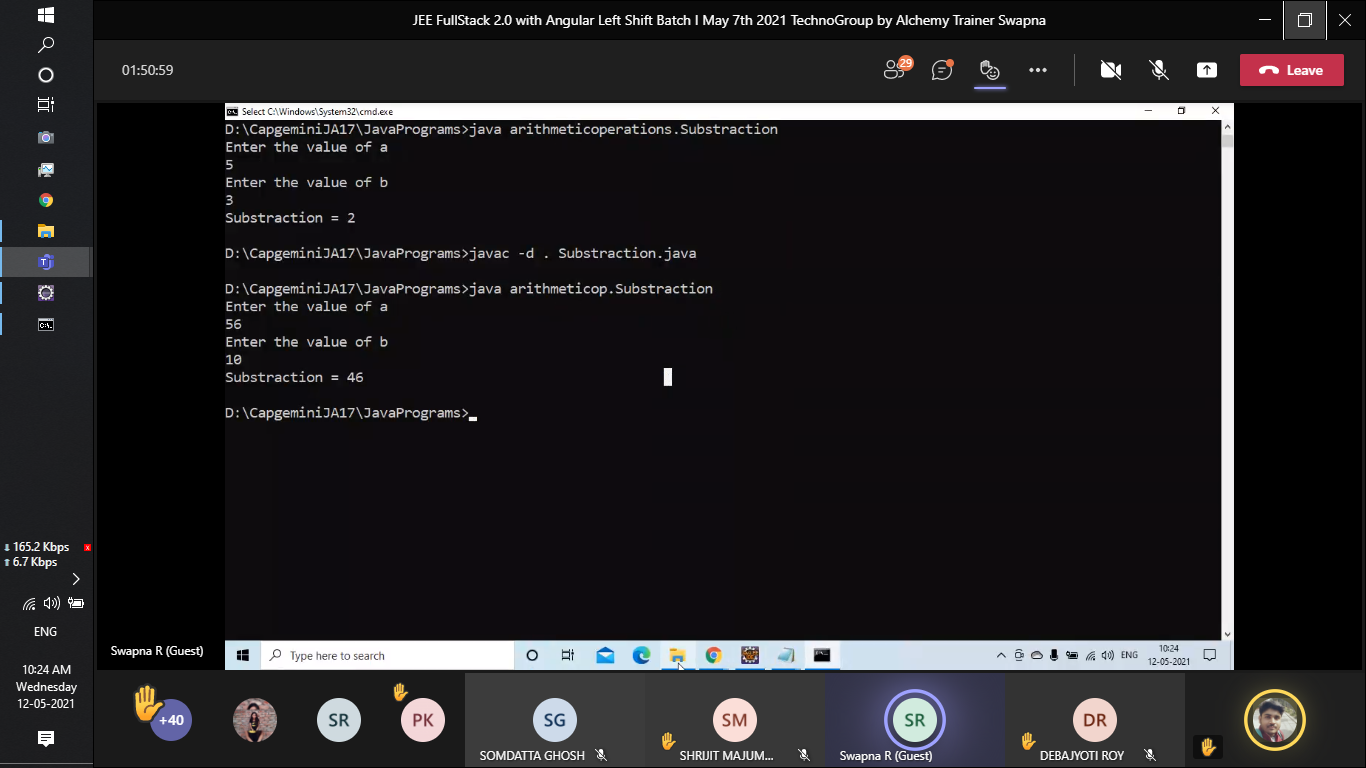 JEE FullStack 2.0 with Angular Left Shift Batch I May 7th 2021 TechnoGroup by Alchemy Trainer Swapna
01:50:59
29
Leave
Select C:\Windows\System32\cmd.exe
D:\CapgeminiJA17\JavaPrograms>java arithmeticoperations.Substraction
Enter the value of a
5
Enter the value of b
3
Substraction = 2
D:\CapgeminiJA17\JavaPrograms>javac -d . Substraction.java
D:\CapgeminiJA17\JavaPrograms>java arithmeticop.Substraction
Enter the value of a
56
Enter the value of b
10
Substraction = 46
D:\CapgeminiJA17\JavaPrograms>
165.2 Kbps
6.7 Kbps
ENG
10:24 AM
Wednesday
12-05-2021
Swapna R (Guest)
Type here to search
ENG
10:24
12-05-2021
+40
SR
PK
SG
SOMDATTA GHOSH
SM
SHRIJIT MAJUM...
SR
Swapna R (Guest)
DR
DEBAJYOTI ROY